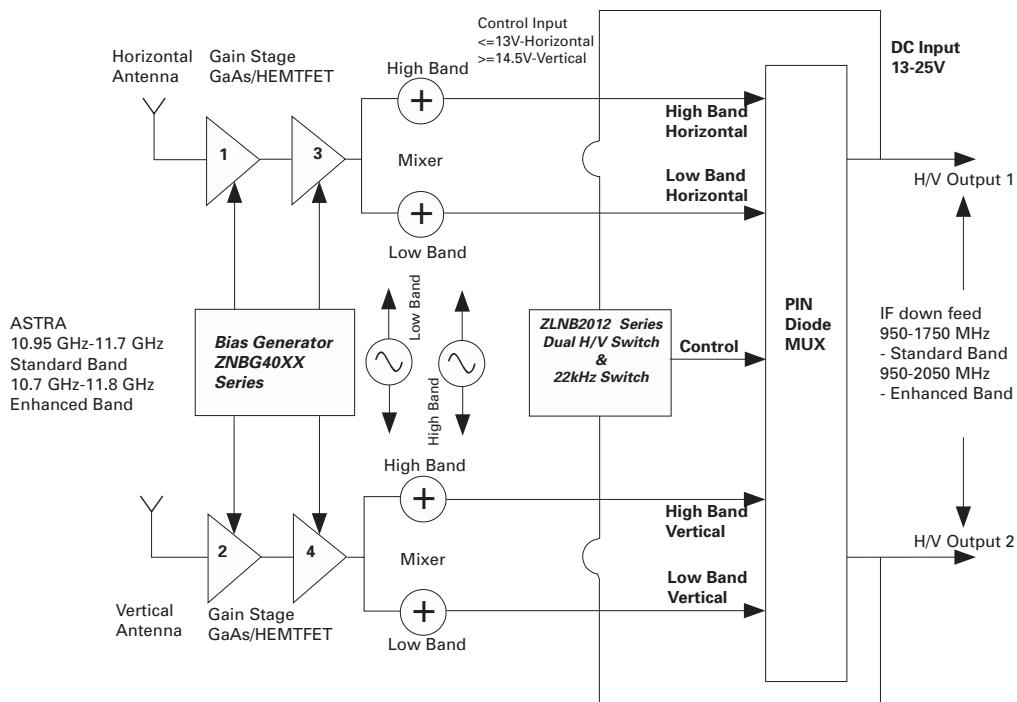 Control Input
<=13V-Horizontal
>=14.5V-Vertical
Horizontal
Antenna
Gain Stage
GaAs/HEMTFET
High Band
DC Input
13-25V
High Band
Horizontal
1
3
Mixer
Low Band
Horizontal
H/V Output 1
Low Band
Low Band
High Band
ASTRA
10.95 GHz-11.7 GHz
Standard Band
10.7 GHz-11.8 GHz
Enhanced Band
Bias Generator
ZNBG40XX
Series
ZLNB2012 Series
Dual H/V Switch
&
22kHz Switch
Control
PIN
Diode
MUX
IF down feed
950-1750 MHz
- Standard Band
950-2050 MHz
- Enhanced Band
High Band
High Band
Vertical
2
4
Mixer
H/V Output 2
Low Band
Vertical
Vertical
Antenna
Gain Stage
GaAs/HEMTFET
Low Band